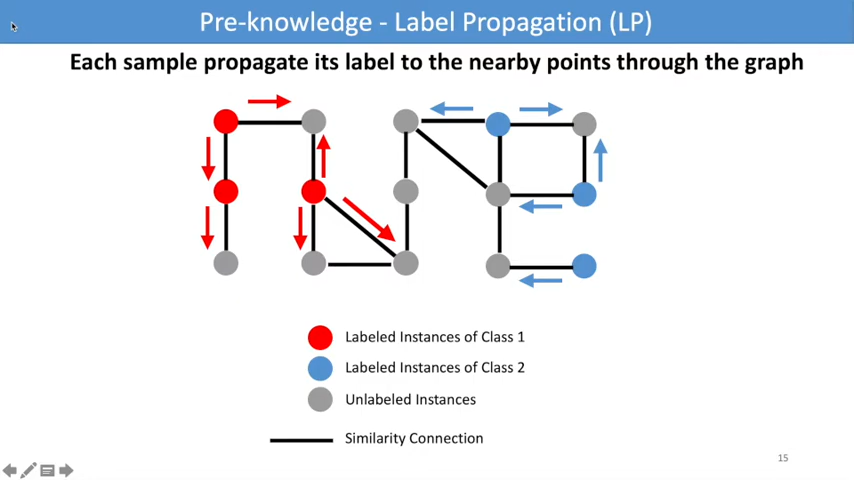 Pre-knowledge - Label Propagation (LP)
Each sample propagate its label to the nearby points through the graph
Labeled Instances of Class 1
Labeled Instances of Class 2
Unlabeled Instances
Similarity Connection
15